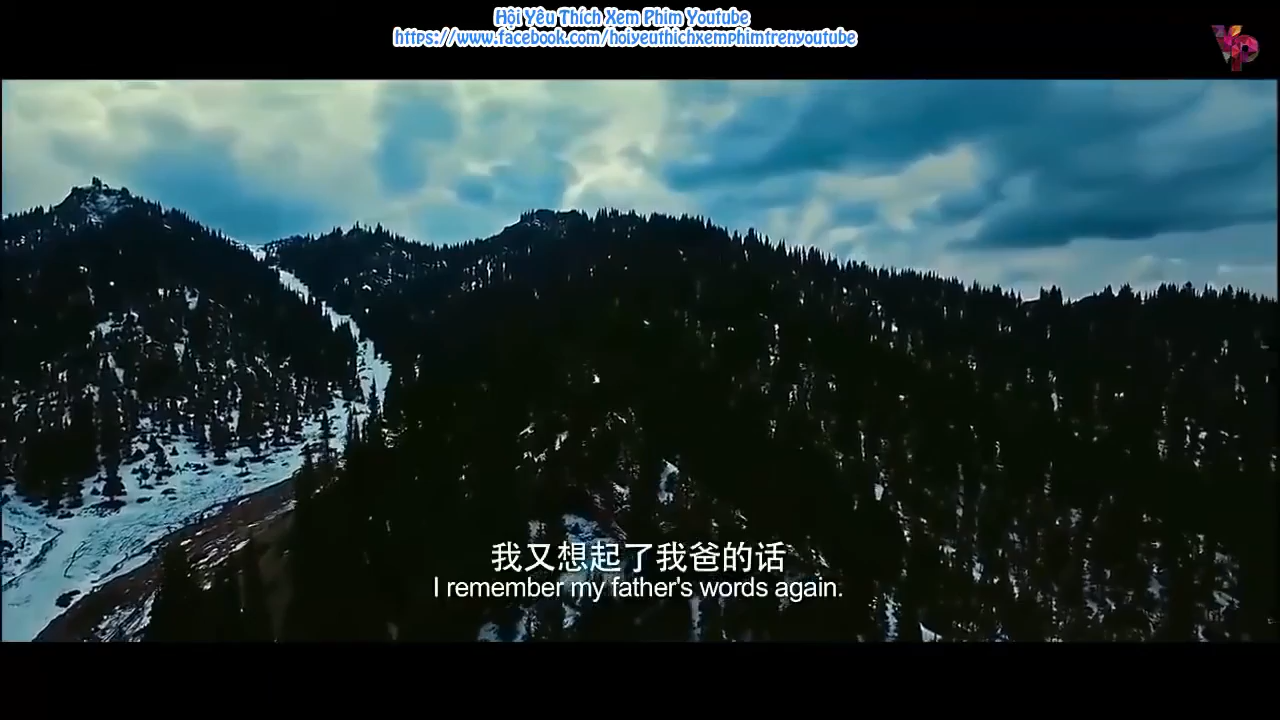 Hội Yêu Thích Xem Phim Youtube
https://www.facebook.com/hoiyeuthichxemphimtrenyoutube
VP
我又想起了我爸的话
I remember my father's words again.